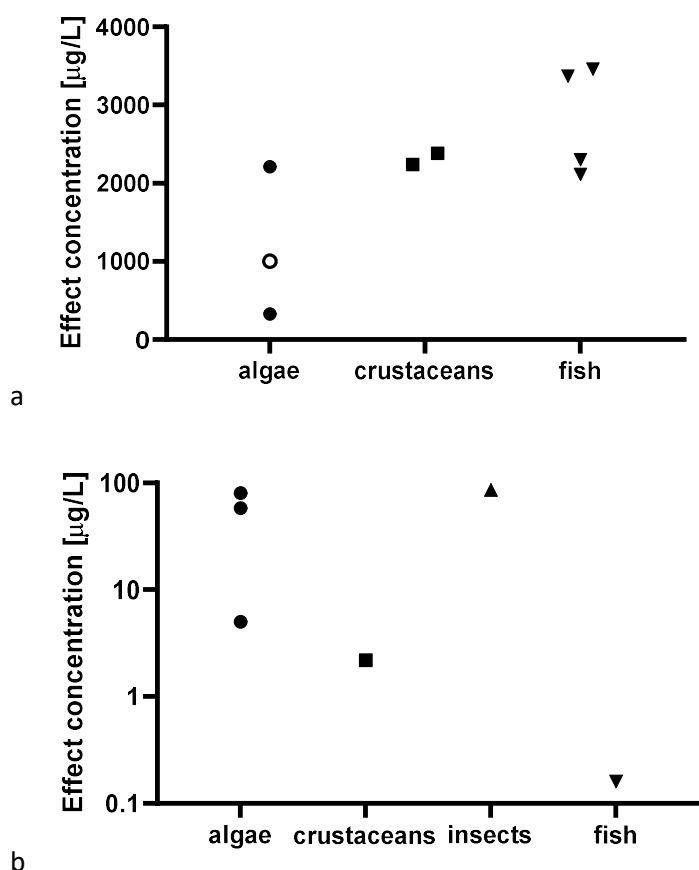 Effect concentration [µg/L]
4000
3000
2000
1000
0
algae crustaceans fish
a
Effect concentration [µg/L]
100
10
1
0.1
algae crustaceans insects fish
b